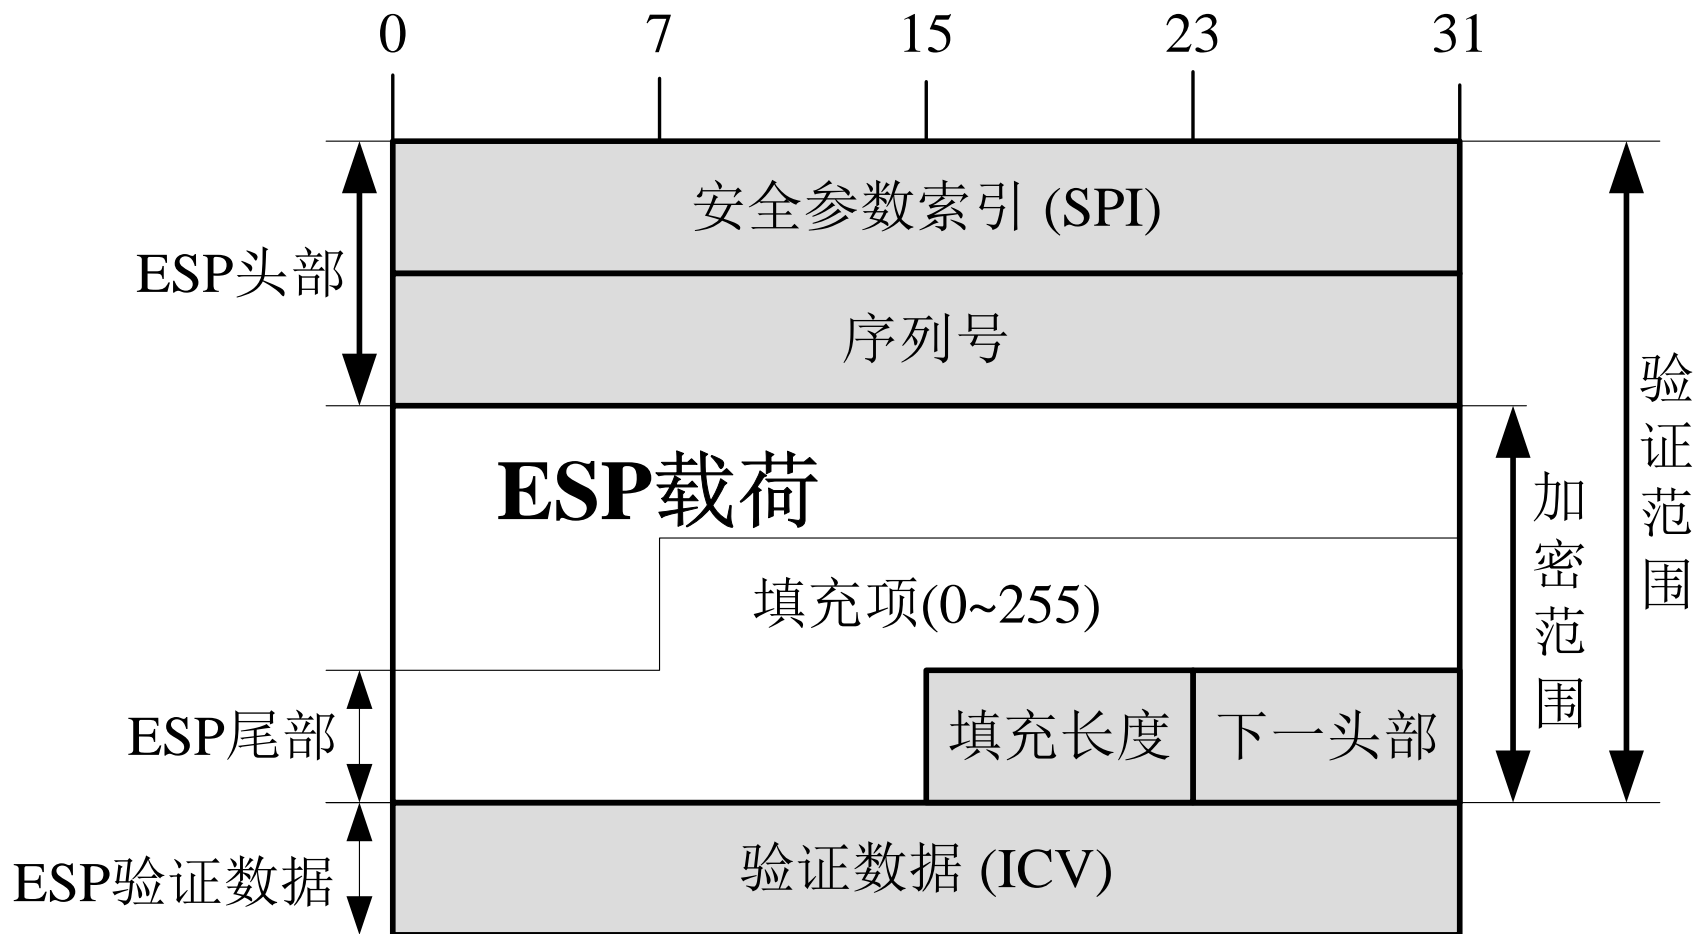 0 7 15 23 31
安全参数索引 (SPI)
ESP头部
序列号
验证范围
ESP载荷
加密范围
填充项(0~255)
ESP尾部
填充长度
下一头部
验证数据 (ICV)
ESP验证数据